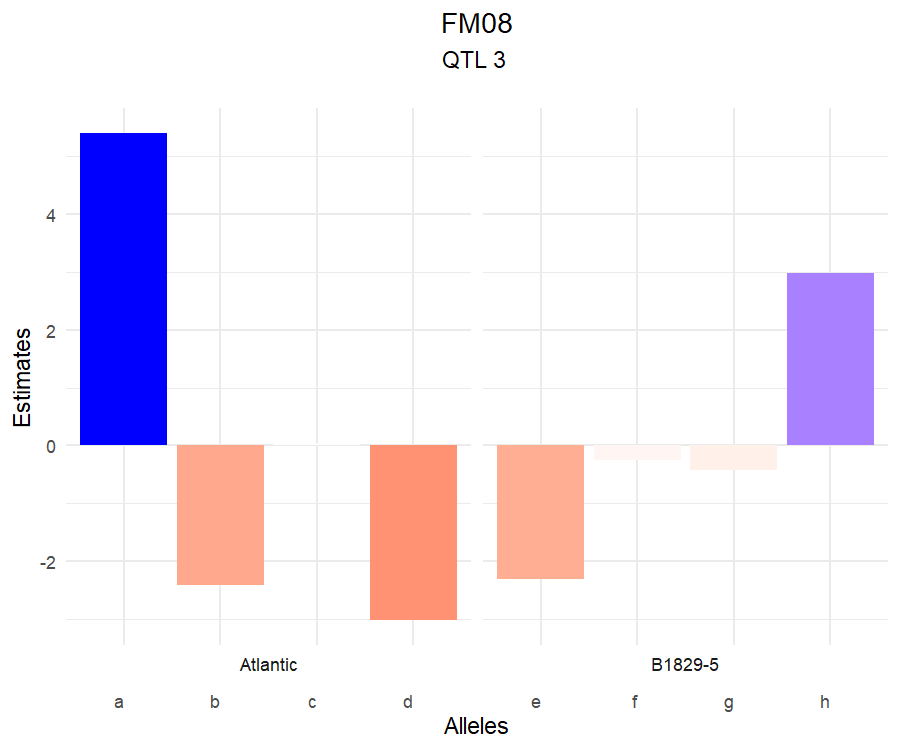 FM08
QTL 3
Estimates
4
2
0
-2
Atlantic B1829-5
a b c d e f g h
Alleles